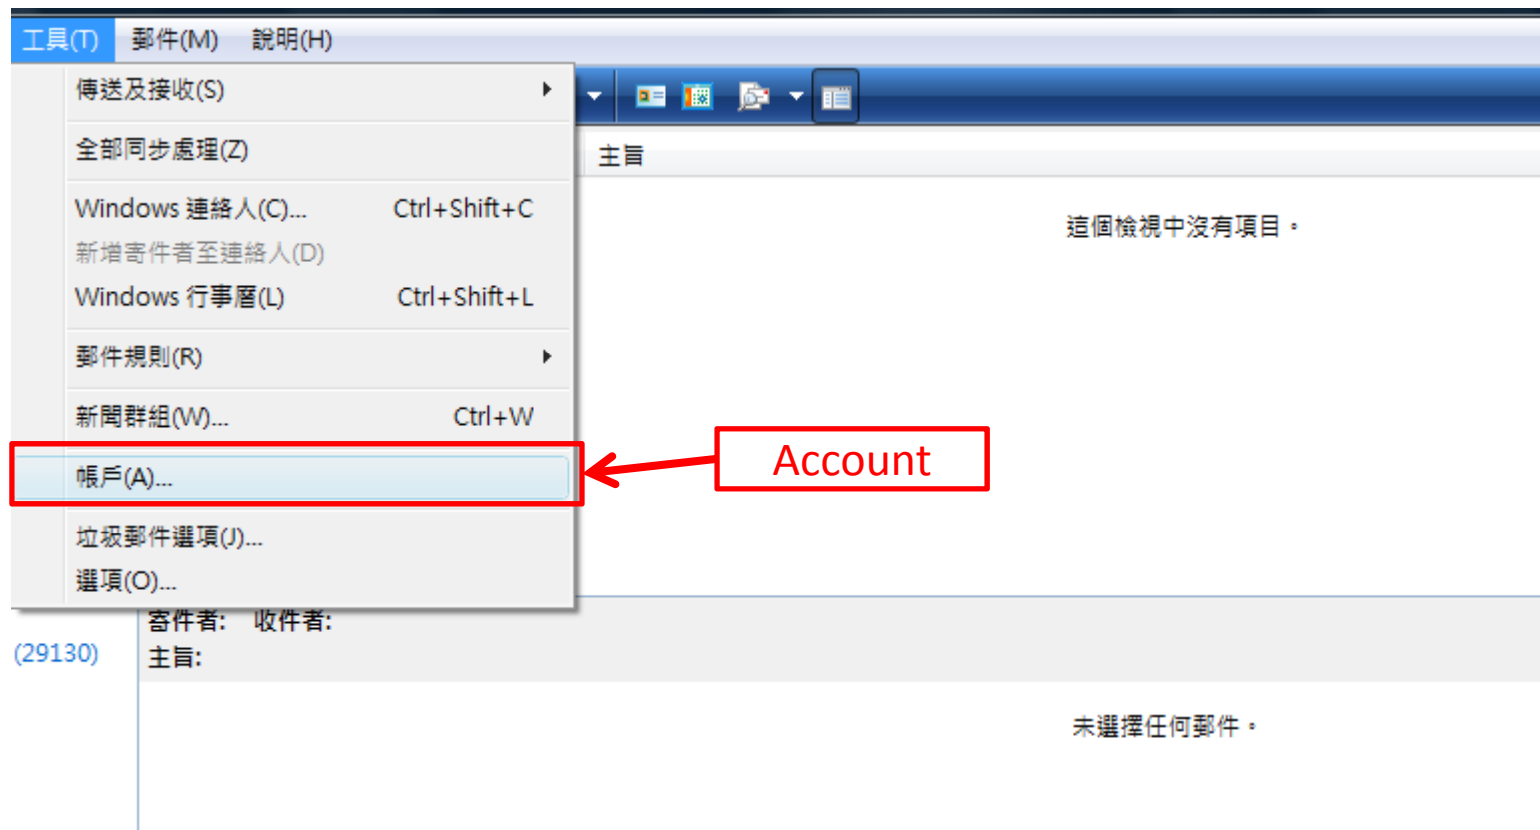 工具(T) 郵件(M) 說明(H)
傳送及接收(S)
全部同步處理(Z)
主旨
Windows 連絡人(C)... Ctrl+Shift+C
這個檢視中沒有項目。
新增寄件者至連絡人(D)
Windows 行事曆(L) Ctrl+Shift+L
郵件規則(R)
新聞群組(W)... Ctrl+W
Account
帳戶(A)...
垃圾郵件選項(J)...
選項(O)...
寄件者: 收件者:
(29130)
主旨:
未選擇任何郵件。